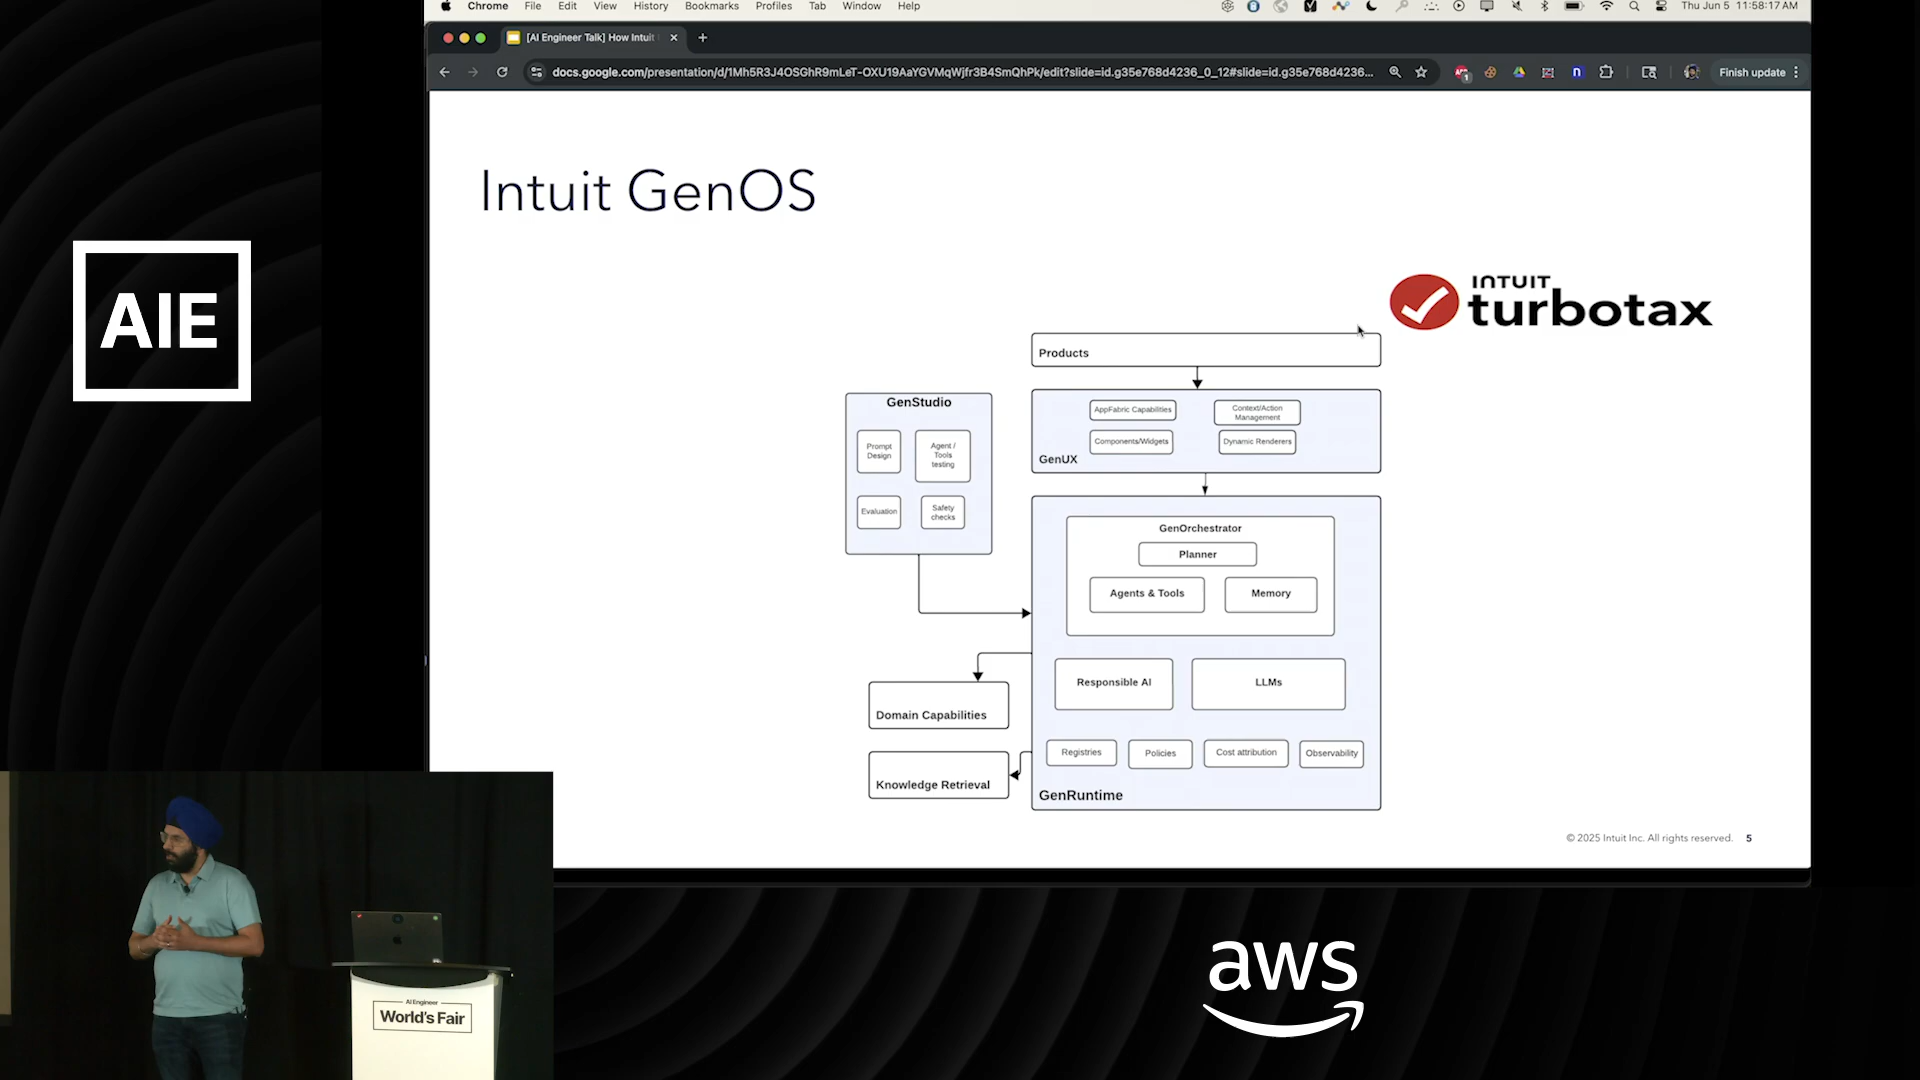 Chrome File Edit View History Bookmarks Profiles Tab Window Help
Thu Jun 5 11:58:17 AM
[AI Engineer Talk] How Intuit
docs.google.com/presentation/d/1Mh5R3J4OSGhR9mLeT-OXU19AaYGVMqWjfr3B4SmQhPk/edit?slide=id.g35e768d4236_0_12#slide=id.g35e768d4236...
Finish update
Intuit GenOS
INTUIT
turbotax
Products
AppFabric Capabilities
Context/Action
Management
Components/Widgets
Dynamic Renderers
GenUX
GenStudio
Prompt
Design
Agent /
Tools
testing
Evaluation
Safety
checks
GenOrchestrator
Planner
Agents & Tools
Memory
Responsible AI
LLMs
Registries
Policies
Cost attribution
Observability
GenRuntime
Domain Capabilities
Knowledge Retrieval
© 2025 Intuit Inc. All rights reserved. 5
AIE
AI Engineer
World's Fair
aws